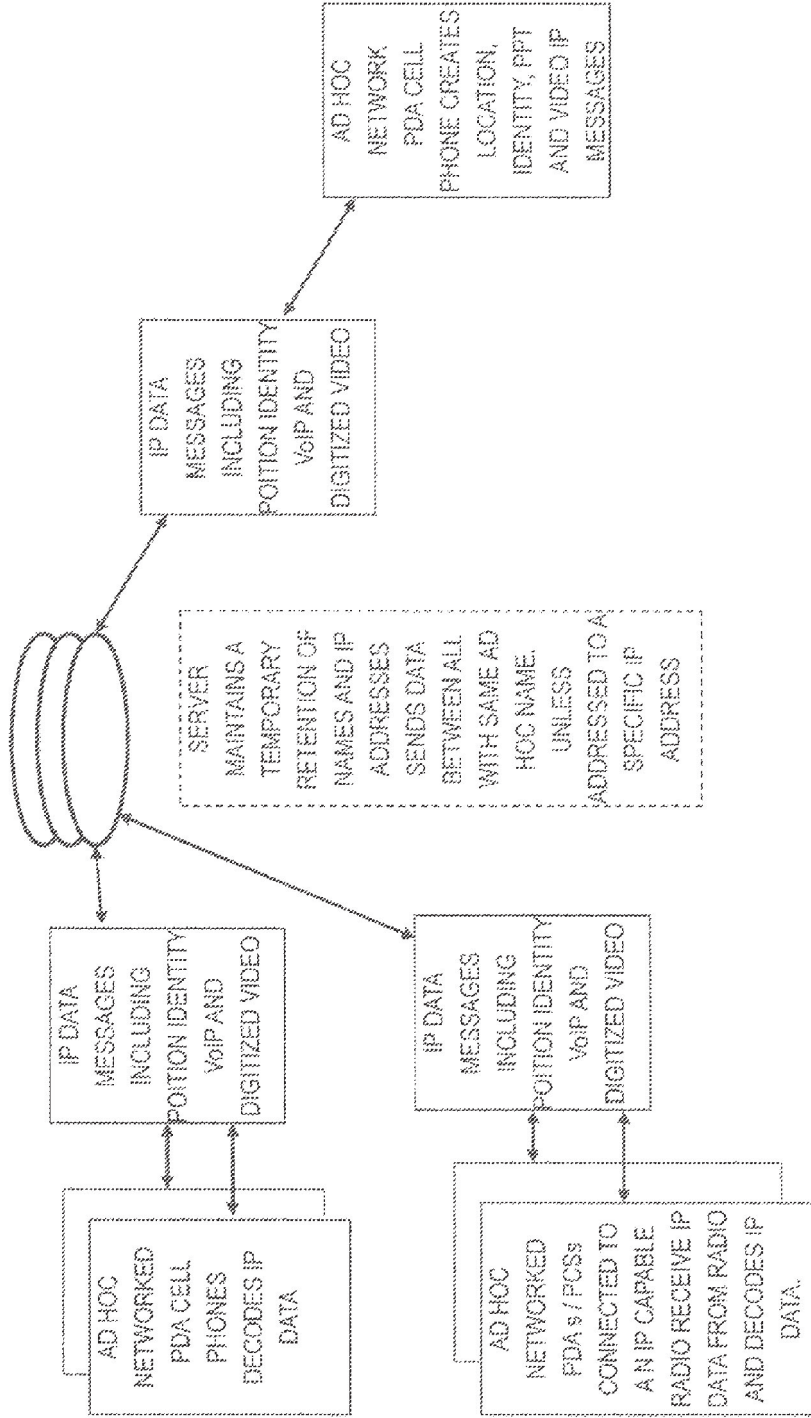 AD HOC
NETWORKED
PDA CELL
PHONES
DECODES IP
DATA
IP DATA
MESSAGES
INCLUDING
POITION IDENTITY
VoIP AND
DIGITIZED VIDEO
AD HOC
NETWORKED
PDA s / PCSs
CONNECTED TO
A N IP CAPABLE
RADIO RECEIVE IP
DATA FROM RADIO
AND DECODES IP
DATA.
IP DATA
MESSAGES
INCLUDING
POITION IDENTITY
VoIP AND
DIGITIZED VIDEO
SERVER
MAINTAINS A
TEMPORARY
RETENTION OF
NAMES AND IP
ADDRESSES
SENDS DATA
BETWEEN ALL
WITH SAME AD
HOC NAME.
UNLESS
ADDRESSED TO A
SPECIFIC IP
ADDRESS
IP DATA
MESSAGES
INCLUDING
POITION IDENTITY
VoIP AND
DIGITIZED VIDEO
AD HOC
NETWORK
PDA CELL
PHONE CREATES
LOCATION,
IDENTITY, PPT
AND VIDEO IP
MESSAGES